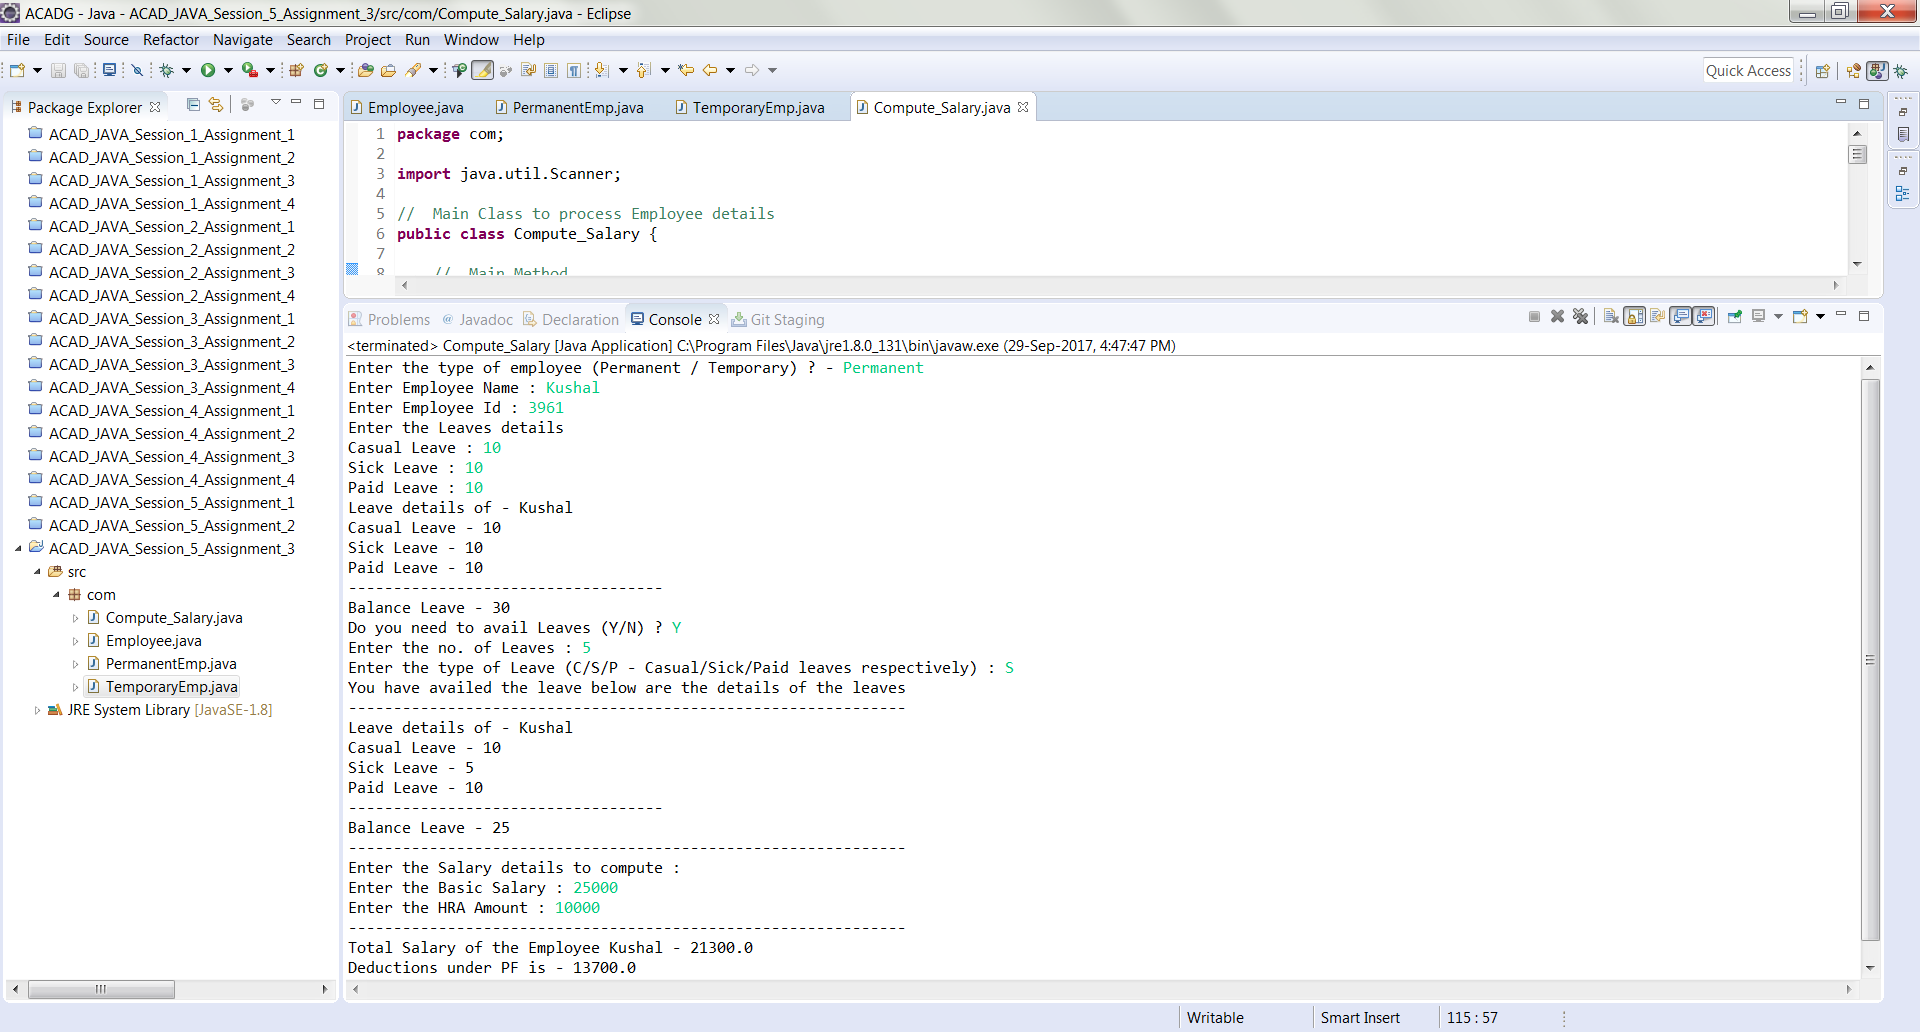 ACADG - Java - ACAD_JAVA_Session_5_Assignment_3/src/com/Compute_Salary.java - Eclipse
File Edit Source Refactor Navigate Search Project Run Window Help
Quick Access
Package Explorer
ACAD_JAVA_Session_1_Assignment_1
ACAD_JAVA_Session_1_Assignment_2
ACAD_JAVA_Session_1_Assignment_3
ACAD_JAVA_Session_1_Assignment_4
ACAD_JAVA_Session_2_Assignment_1
ACAD_JAVA_Session_2_Assignment_2
ACAD_JAVA_Session_2_Assignment_3
ACAD_JAVA_Session_2_Assignment_4
ACAD_JAVA_Session_3_Assignment_1
ACAD_JAVA_Session_3_Assignment_2
ACAD_JAVA_Session_3_Assignment_3
ACAD_JAVA_Session_3_Assignment_4
ACAD_JAVA_Session_4_Assignment_1
ACAD_JAVA_Session_4_Assignment_2
ACAD_JAVA_Session_4_Assignment_3
ACAD_JAVA_Session_4_Assignment_4
ACAD_JAVA_Session_5_Assignment_1
ACAD_JAVA_Session_5_Assignment_2
ACAD_JAVA_Session_5_Assignment_3
src
com
Compute_Salary.java
Employee.java
PermanentEmp.java
TemporaryEmp.java
JRE System Library [JavaSE-1.8]
Employee.java PermanentEmp.java TemporaryEmp.java Compute_Salary.java
1 package com;
2
3 import java.util.Scanner;
4
5 //  Main Class to process Employee details
6 public class Compute_Salary {
7
8     //  Main Method
Problems Javadoc Declaration Console Git Staging
<terminated> Compute_Salary [Java Application] C:\Program Files\Java\jre1.8.0_131\bin\javaw.exe (29-Sep-2017, 4:47:47 PM)
Enter the type of employee (Permanent / Temporary) ? - Permanent
Enter Employee Name : Kushal
Enter Employee Id : 3961
Enter the Leaves details
Casual Leave : 10
Sick Leave : 10
Paid Leave : 10
Leave details of - Kushal
Casual Leave - 10
Sick Leave - 10
Paid Leave - 10
-----------------------------------
Balance Leave - 30
Do you need to avail Leaves (Y/N) ? Y
Enter the no. of Leaves : 5
Enter the type of Leave (C/S/P - Casual/Sick/Paid leaves respectively) : S
You have availed the leave below are the details of the leaves
--------------------------------------------------------------
Leave details of - Kushal
Casual Leave - 10
Sick Leave - 5
Paid Leave - 10
-----------------------------------
Balance Leave - 25
--------------------------------------------------------------
Enter the Salary details to compute :
Enter the Basic Salary : 25000
Enter the HRA Amount : 10000
--------------------------------------------------------------
Total Salary of the Employee Kushal - 21300.0
Deductions under PF is - 13700.0
Writable Smart Insert 115 : 57